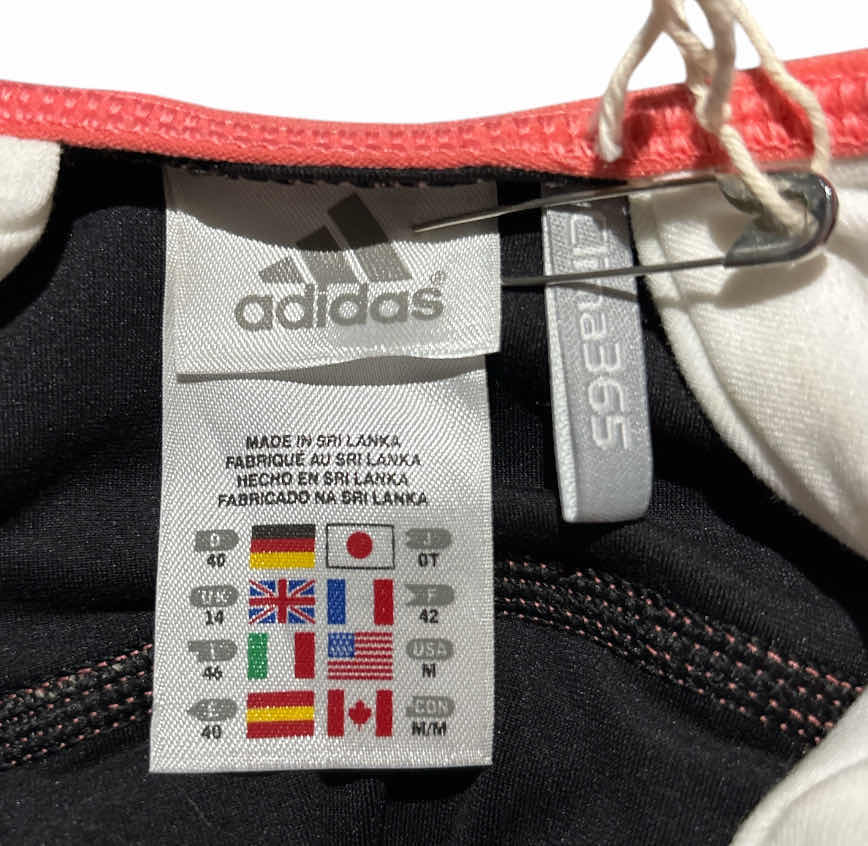 adidas®
MADE IN SRI LANKA
FABRIQUÉ AU SRI LANKA
HECHO EN SRI LANKA
FABRICADO NA SRI LANKA
D J
40 OT
UK F
14 42
I USA
46 M
E CDN
40 M/M
clima365